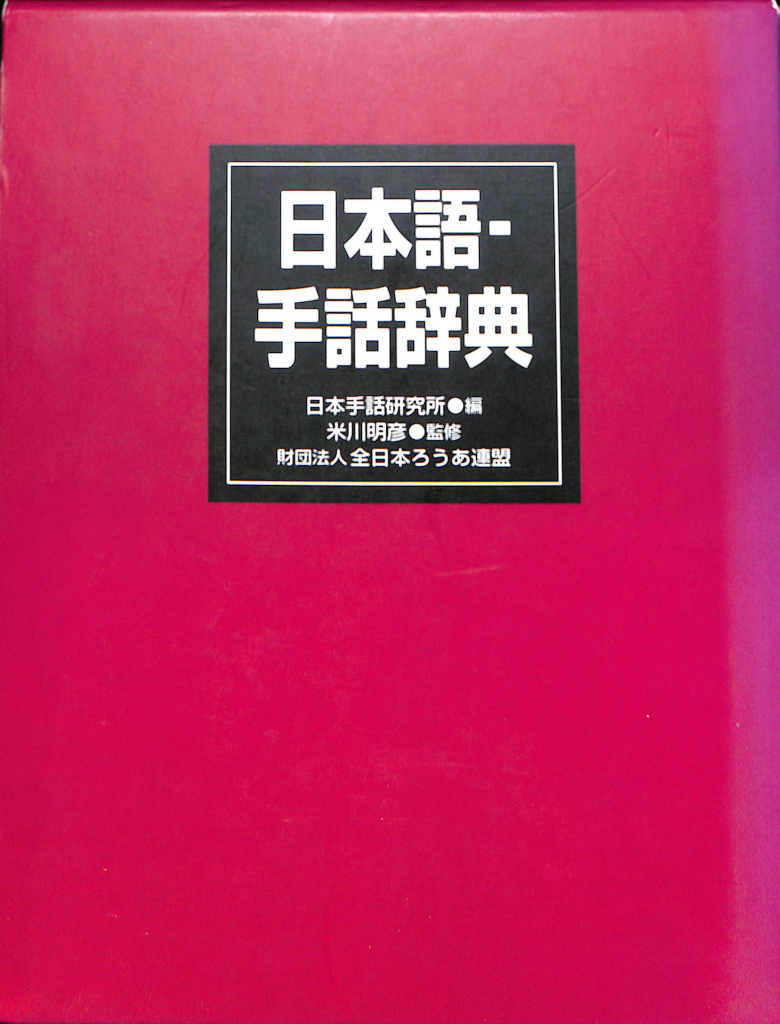 日本語-
手話辞典
日本手話研究所●編
米川明彦●監修
財団法人 全日本ろうあ連盟